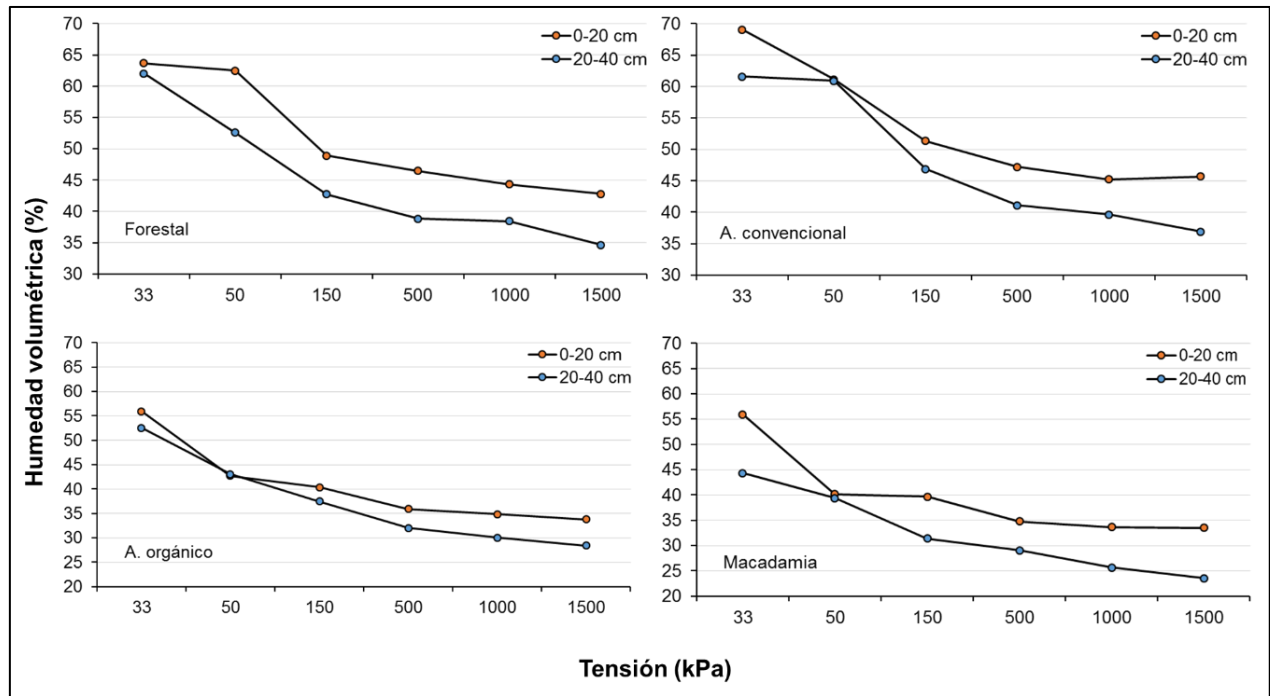 Humedad volumétrica (%)
70
65
60
55
50
45
40
35
30
0-20 cm
20-40 cm
Forestal
33 50 150 500 1000 1500
70
65
60
55
50
45
40
35
30
0-20 cm
20-40 cm
A. convencional
33 50 150 500 1000 1500
70
65
60
55
50
45
40
35
30
25
20
0-20 cm
20-40 cm
A. orgánico
33 50 150 500 1000 1500
70
65
60
55
50
45
40
35
30
25
20
0-20 cm
20-40 cm
Macadamia
33 50 150 500 1000 1500
Tensión (kPa)